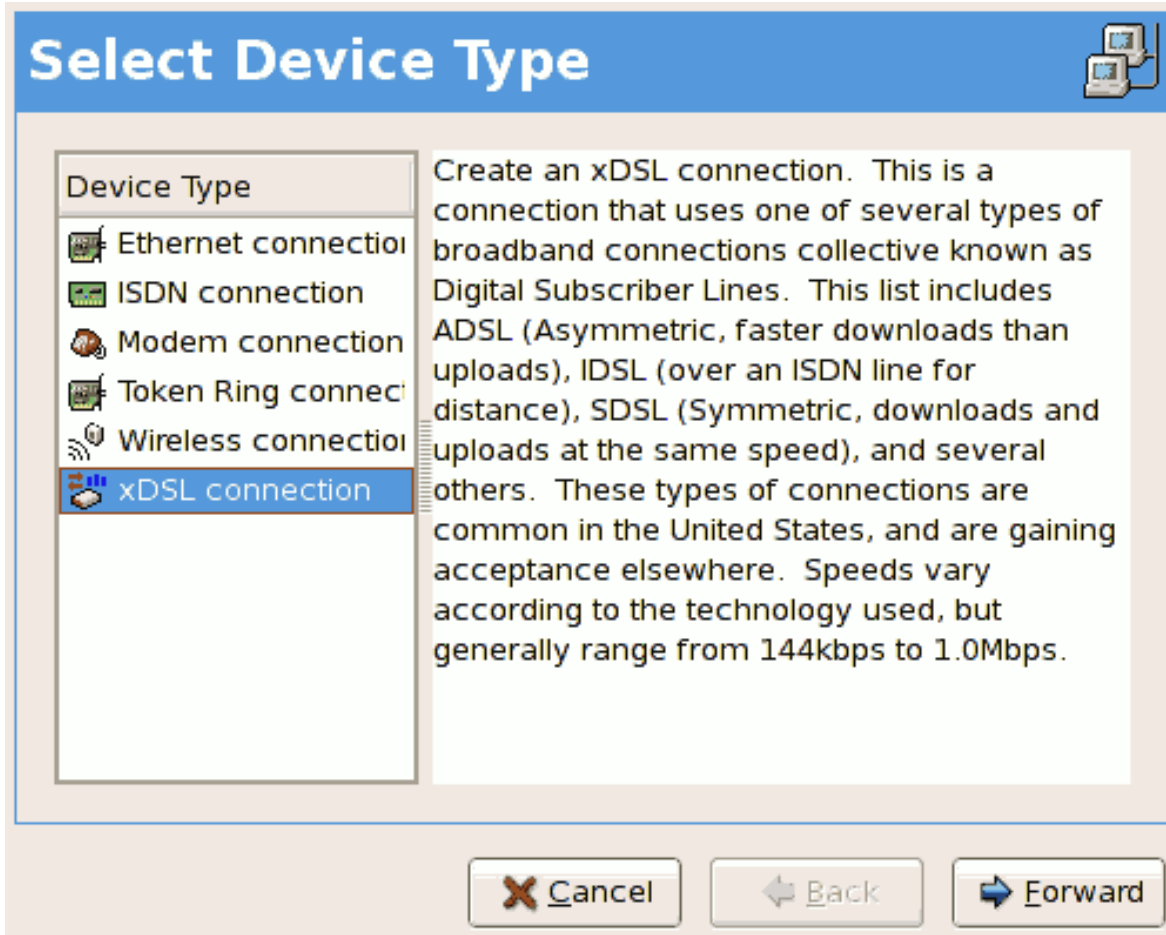 Select Device Type
Device Type
Ethernet connection
ISDN connection
Modem connection
Token Ring connect
Wireless connection
xDSL connection
Create an xDSL connection.  This is a
connection that uses one of several types of
broadband connections collective known as
Digital Subscriber Lines.  This list includes
ADSL (Asymmetric, faster downloads than
uploads), IDSL (over an ISDN line for
distance), SDSL (Symmetric, downloads and
uploads at the same speed), and several
others.  These types of connections are
common in the United States, and are gaining
acceptance elsewhere.  Speeds vary
according to the technology used, but
generally range from 144kbps to 1.0Mbps.
Cancel
Back
Forward